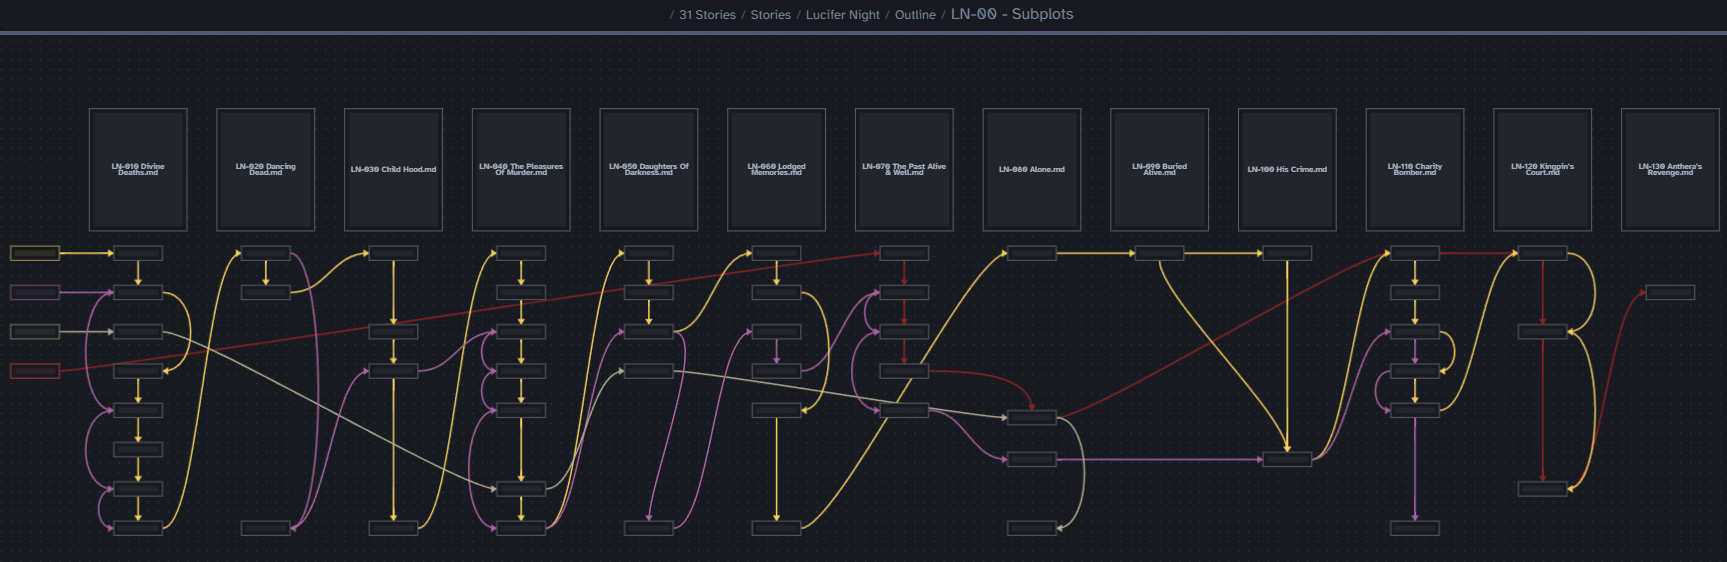 / 31 Stories / Stories / Lucifer Night / Outline / LN-00 - Subplots
LN-010 Divine
Deaths.md
LN-020 Dancing
Dead.md
LN-030 Child Hood.md
LN-040 The Pleasures
Of Murder.md
LN-050 Daughters Of
Darkness.md
LN-060 Lodged
Memories.md
LN-070 The Past Alive
& Well.md
LN-080 Alone.md
LN-090 Buried
Alive.md
LN-100 His Crime.md
LN-110 Charity
Bomber.md
LN-120 Kingpin's
Court.md
LN-130 Anthera's
Revenge.md